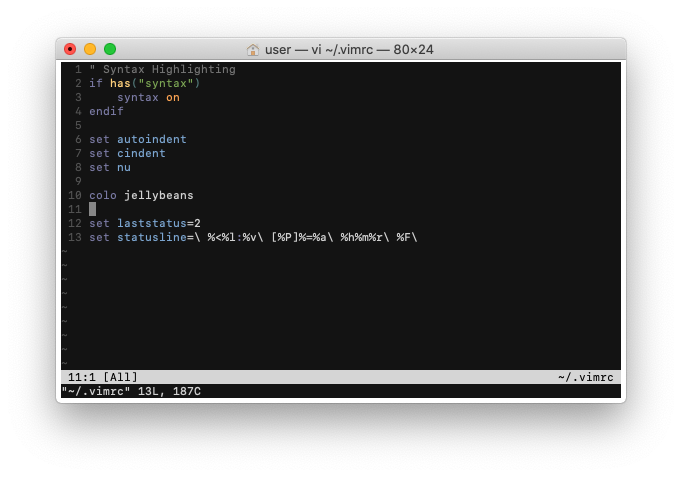 user — vi ~/.vimrc — 80×24
1 " Syntax Highlighting
2 if has("syntax")
3     syntax on
4 endif
5
6 set autoindent
7 set cindent
8 set nu
9
10 colo jellybeans
11
12 set laststatus=2
13 set statusline=\ %<%l:%v\ [%P]%=%a\ %h%m%r\ %F\
~
~
~
~
~
~
~
~
~
11:1 [All] ~/.vimrc
"~/.vimrc" 13L, 187C